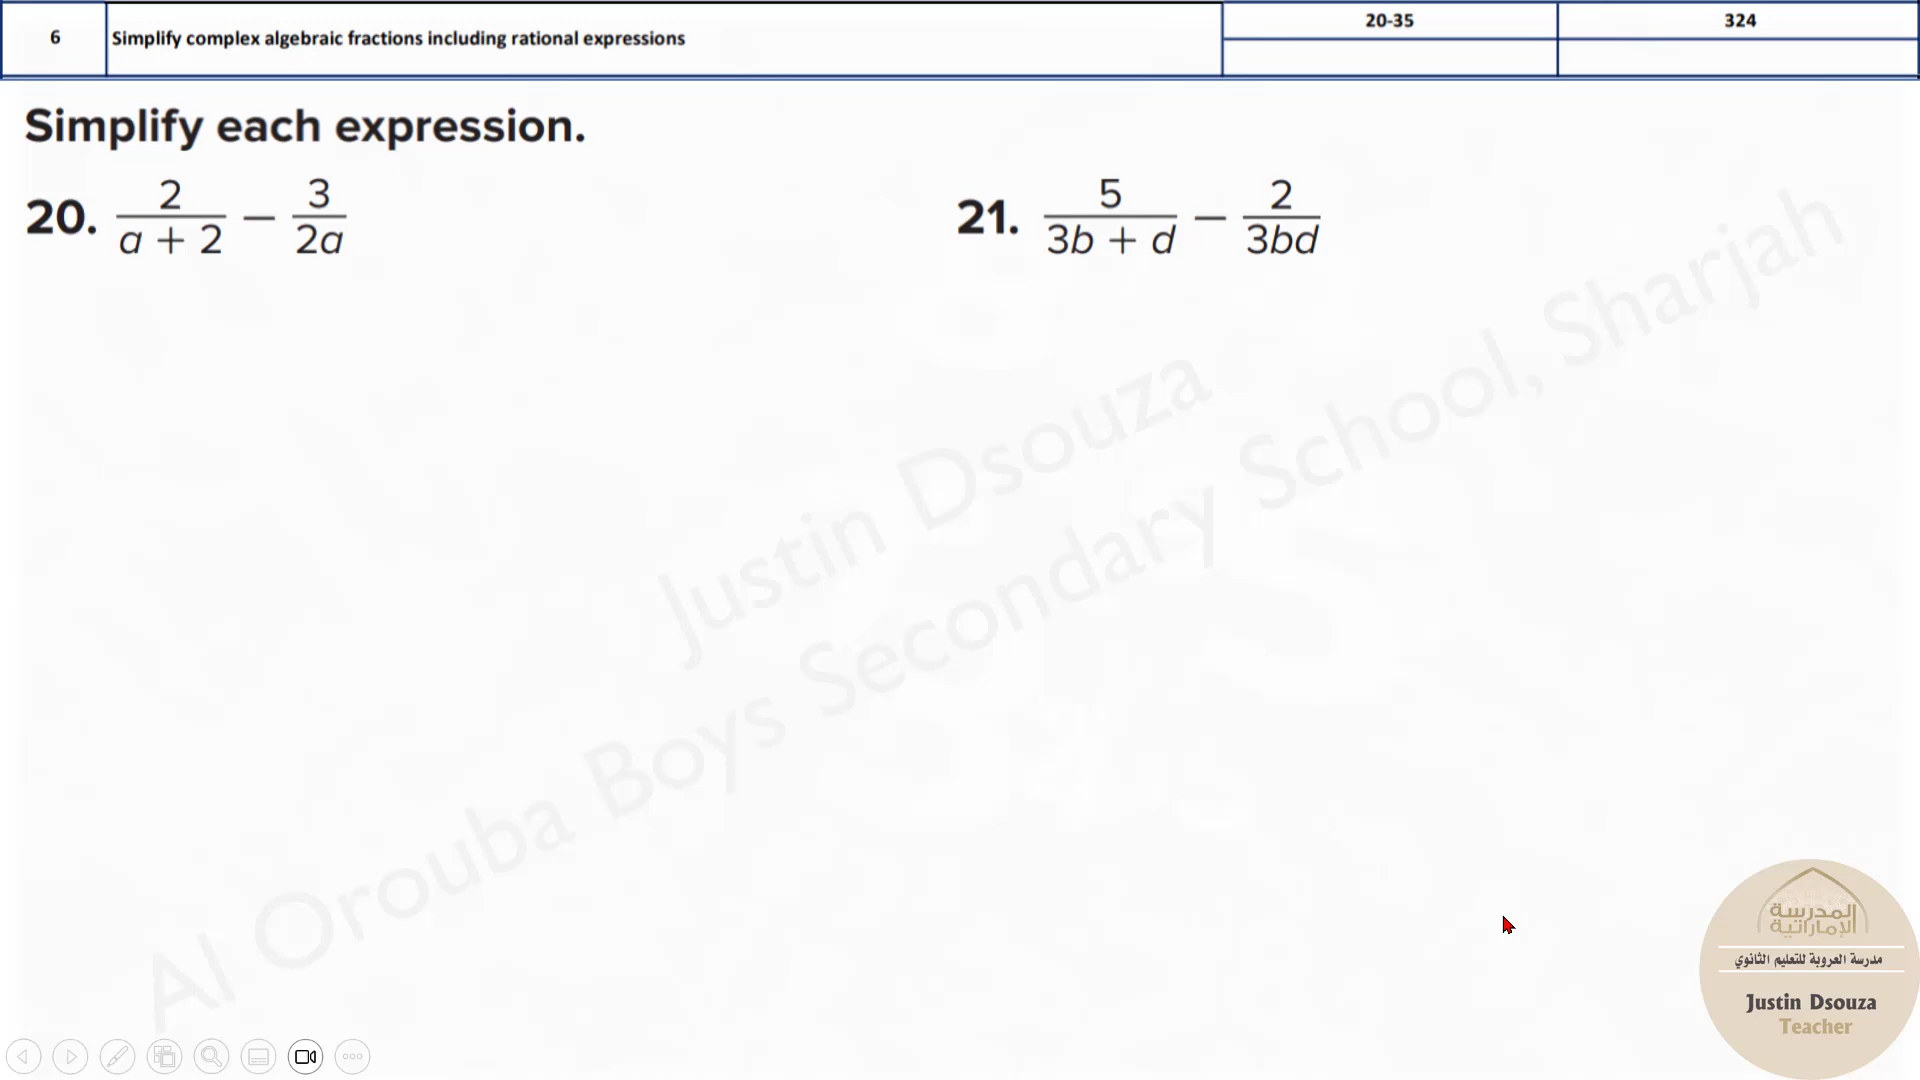 6
Simplify complex algebraic fractions including rational expressions
20-35
324
Simplify each expression.
20. 2/(a + 2) − 3/(2a)
21. 5/(3b + d) − 2/(3bd)
Justin Dsouza
Al Orouba Boys Secondary School, Sharjah
المدرسة
الإماراتية
مدرسة العروبة للتعليم الثانوي
Justin Dsouza
Teacher